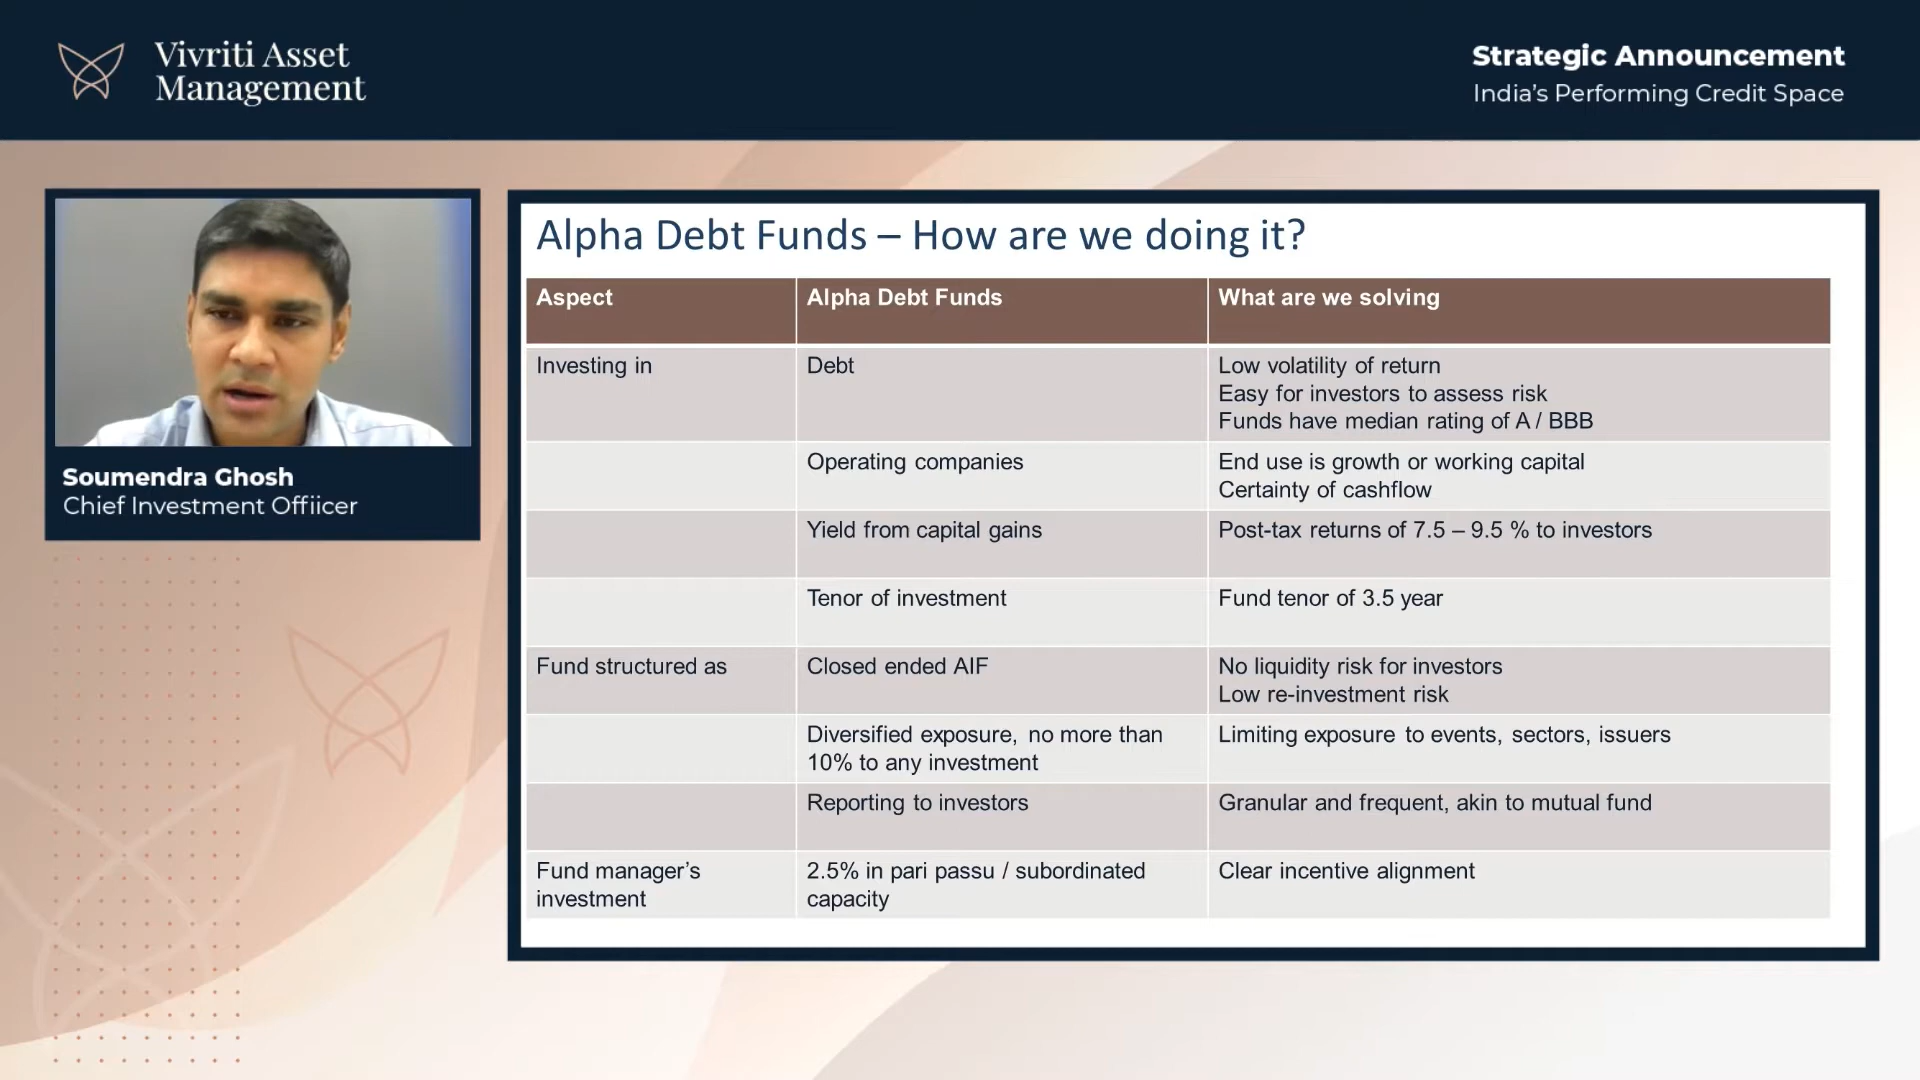 Vivriti Asset
Management
Strategic Announcement
India's Performing Credit Space
Soumendra Ghosh
Chief Investment Offiicer
Alpha Debt Funds – How are we doing it?
Aspect
Alpha Debt Funds
What are we solving
Investing in
Debt
Low volatility of return
Easy for investors to assess risk
Funds have median rating of A / BBB
Operating companies
End use is growth or working capital
Certainty of cashflow
Yield from capital gains
Post-tax returns of 7.5 – 9.5 % to investors
Tenor of investment
Fund tenor of 3.5 year
Fund structured as
Closed ended AIF
No liquidity risk for investors
Low re-investment risk
Diversified exposure, no more than
10% to any investment
Limiting exposure to events, sectors, issuers
Reporting to investors
Granular and frequent, akin to mutual fund
Fund manager's
investment
2.5% in pari passu / subordinated
capacity
Clear incentive alignment